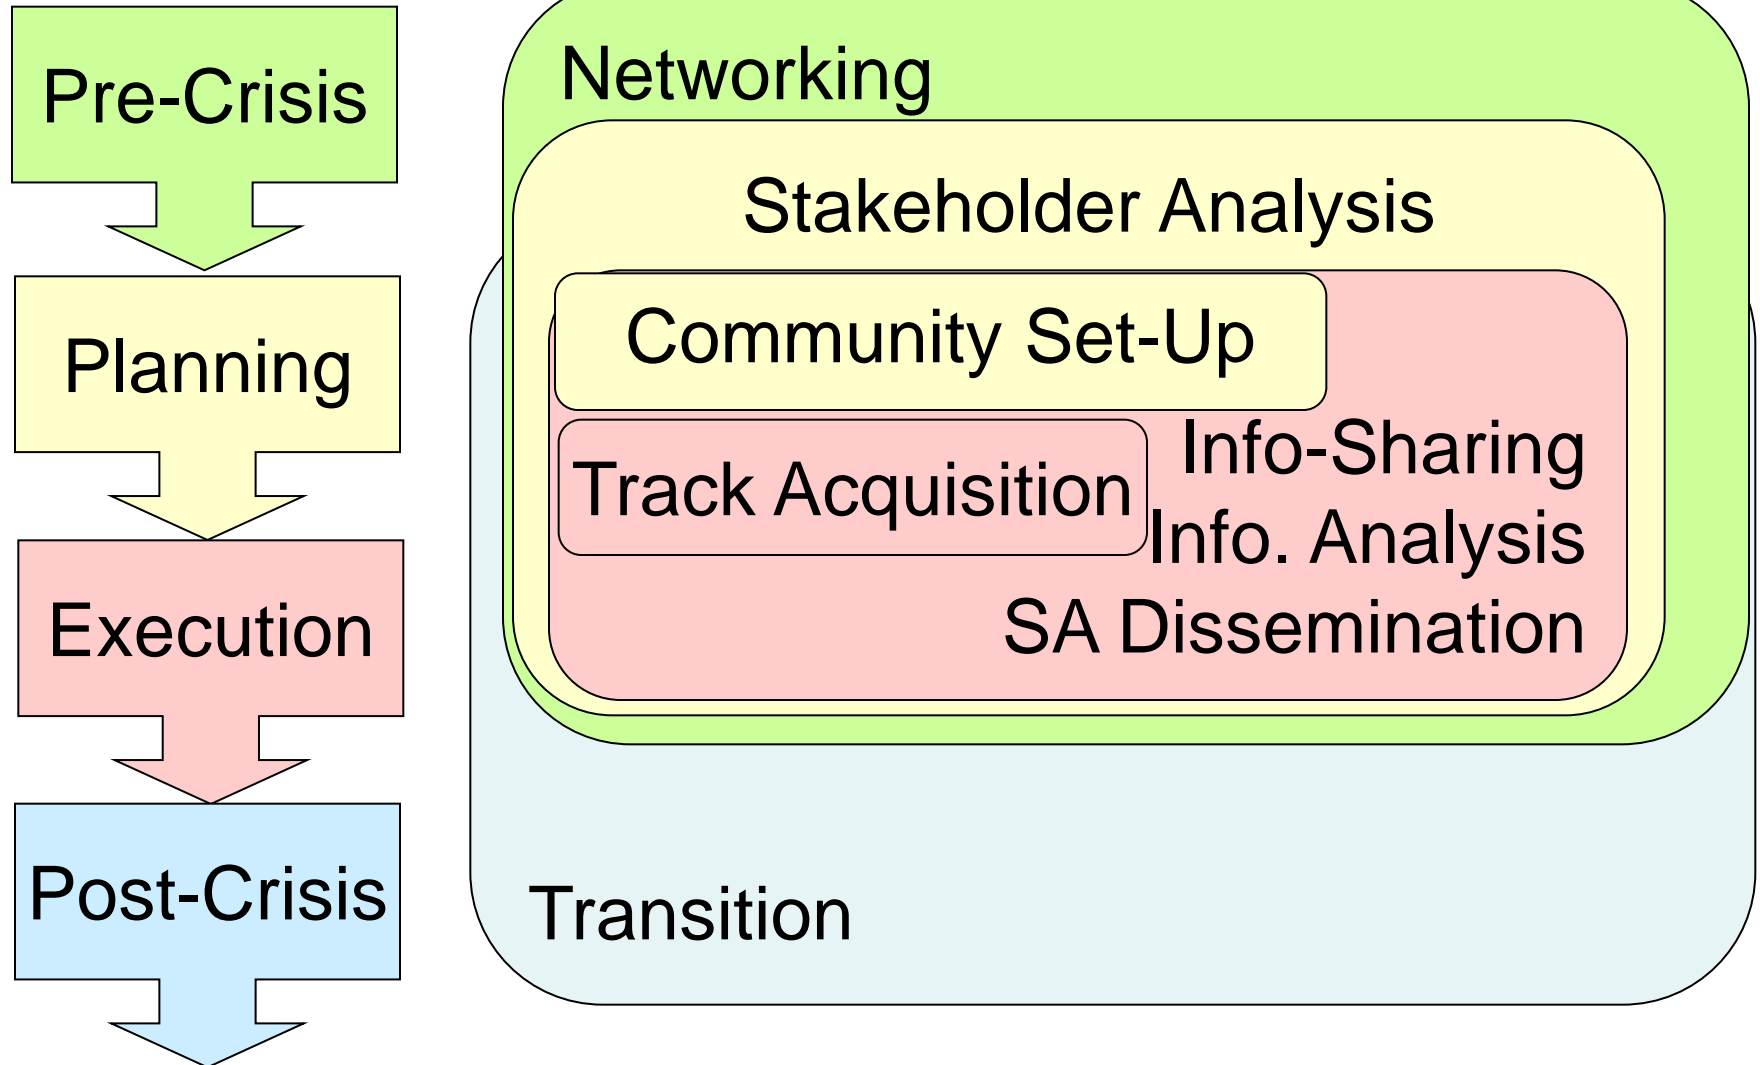 Pre-Crisis
Planning
Execution
Post-Crisis
Networking
Stakeholder Analysis
Community Set-Up
Track Acquisition
Info-Sharing
Info. Analysis
SA Dissemination
Transition